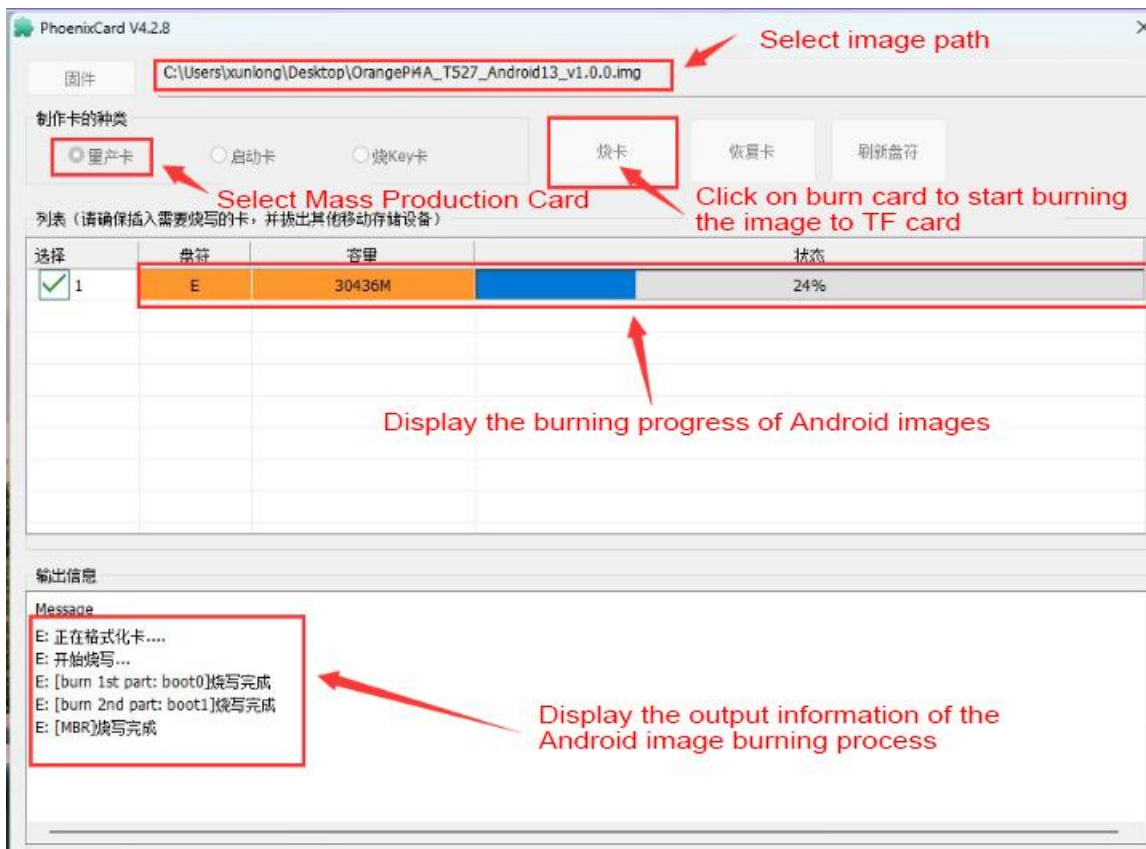 PhoenixCard V4.2.8
Select image path
固件
C:\Users\xunlong\Desktop\OrangePi4A_T527_Android13_v1.0.0.img
制作卡的种类
量产卡
启动卡
烧Key卡
烧卡
恢复卡
刷新盘符
Select Mass Production Card
Click on burn card to start burning
the image to TF card
列表（请确保插入需要烧写的卡，并拔出其他移动存储设备）
选择 盘符 容量 状态
1 E 30436M 24%
Display the burning progress of Android images
输出信息
Message
E: 正在格式化卡....
E: 开始烧写...
E: [burn 1st part: boot0]烧写完成
E: [burn 2nd part: boot1]烧写完成
E: [MBR]烧写完成
Display the output information of the
Android image burning process